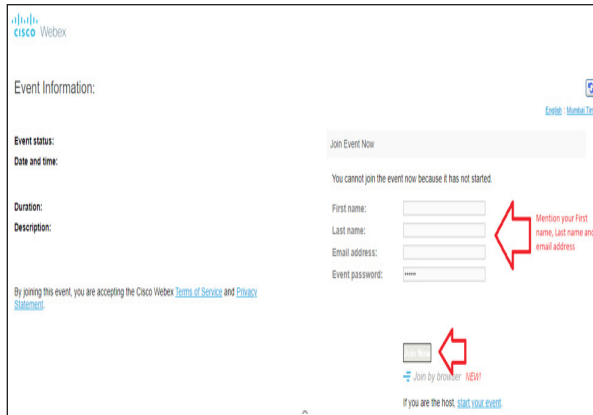 CISCO Webex
Event Information:
English : Mumbai Tim
Event status:
Date and time:
Join Event Now
You cannot join the event now because it has not started.
Duration:
Description:
First name:
Last name:
Email address:
Event password:
••••••
Mention your First
name, Last name and
email address
By joining this event, you are accepting the Cisco Webex Terms of Service and Privacy
Statement.
Join Now
Join by browser NEW!
If you are the host, start your event.